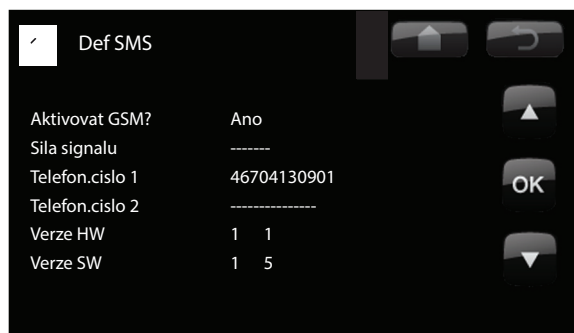 Def SMS
Aktivovat GSM? Ano
Sila signalu -------
Telefon.cislo 1 46704130901
Telefon.cislo 2 ---------------
OK
Verze HW 1 1
Verze SW 1 5